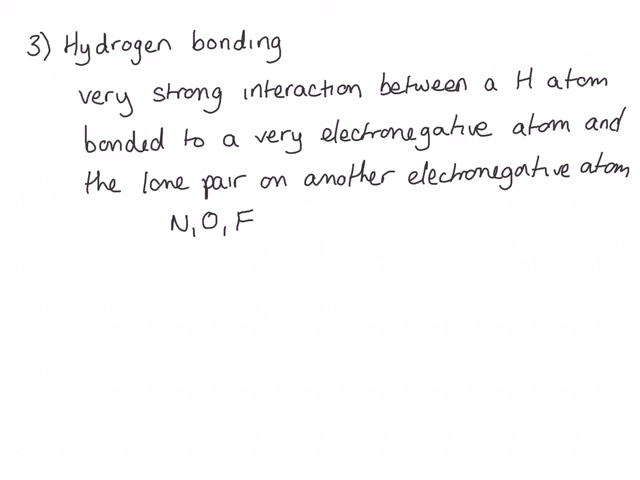 3) Hydrogen bonding
very strong interaction between a H atom
bonded to a very electronegative atom and
the lone pair on another electronegative atom
N, O, F